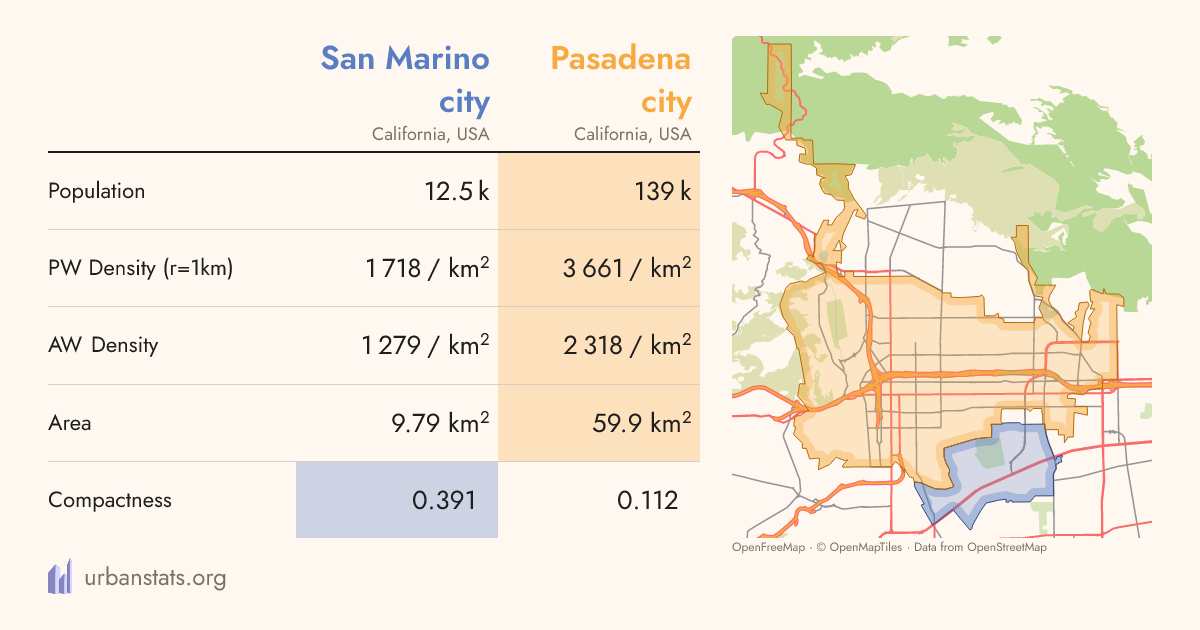 San Marino city
California, USA
Pasadena city
California, USA
Population 12.5 k 139 k
PW Density (r=1km) 1 718 / km² 3 661 / km²
AW Density 1 279 / km² 2 318 / km²
Area 9.79 km² 59.9 km²
Compactness 0.391 0.112
OpenFreeMap · © OpenMapTiles · Data from OpenStreetMap
urbanstats.org